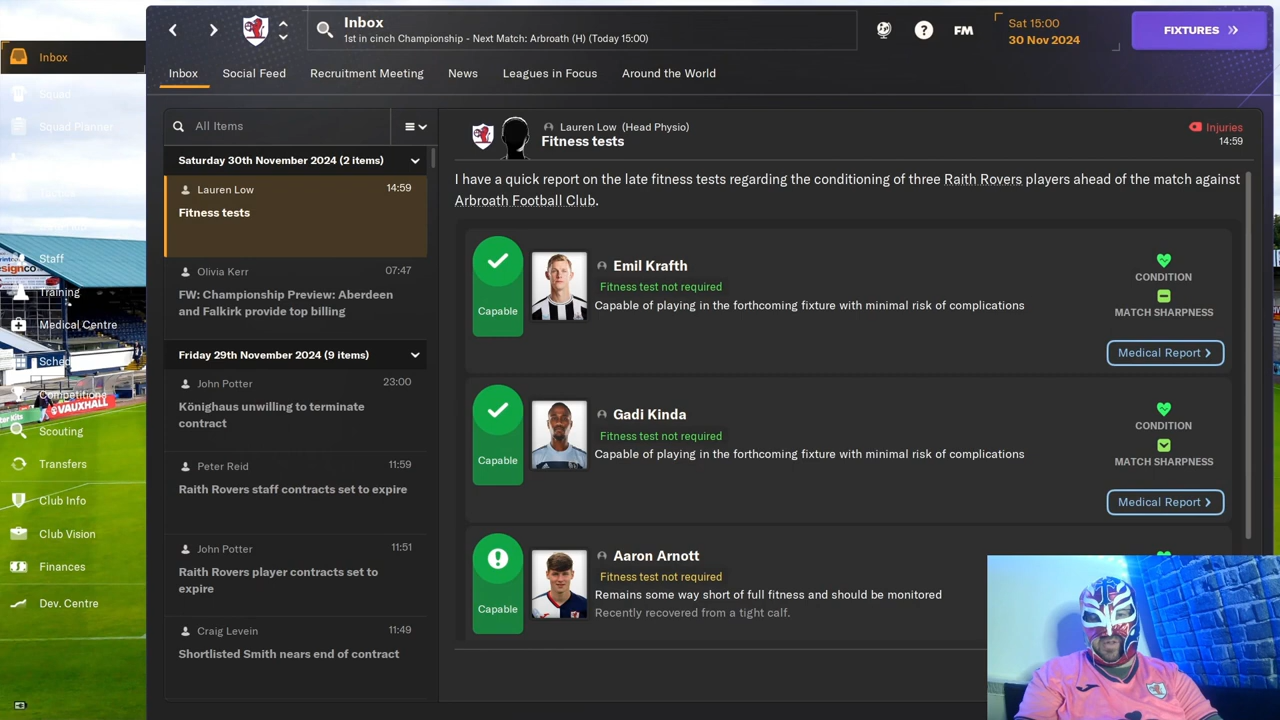 Inbox
1st in cinch Championship - Next Match: Arbroath (H) (Today 15:00)
?
FM
Sat 15:00
30 Nov 2024
FIXTURES
Inbox
Social Feed
Recruitment Meeting
News
Leagues in Focus
Around the World
Inbox
Squad
Squad Planner
Staff
Training
Medical Centre
Sched
Competitions
Scouting
Transfers
Club Info
Club Vision
Finances
Dev. Centre
VAUXHALL
All Items
Saturday 30th November 2024 (2 items)
Lauren Low 14:59
Fitness tests
Olivia Kerr 07:47
FW: Championship Preview: Aberdeen
and Falkirk provide top billing
Friday 29th November 2024 (9 items)
John Potter 23:00
Könighaus unwilling to terminate
contract
Peter Reid 11:59
Raith Rovers staff contracts set to expire
John Potter 11:51
Raith Rovers player contracts set to
expire
Craig Levein 11:49
Shortlisted Smith nears end of contract
Lauren Low (Head Physio)
Fitness tests
Injuries
14:59
I have a quick report on the late fitness tests regarding the conditioning of three Raith Rovers players ahead of the match against
Arbroath Football Club.
Capable
Emil Krafth
Fitness test not required
Capable of playing in the forthcoming fixture with minimal risk of complications
CONDITION
MATCH SHARPNESS
Medical Report
Capable
Gadi Kinda
Fitness test not required
Capable of playing in the forthcoming fixture with minimal risk of complications
CONDITION
MATCH SHARPNESS
Medical Report
Capable
Aaron Arnott
Fitness test not required
Remains some way short of full fitness and should be monitored
Recently recovered from a tight calf.